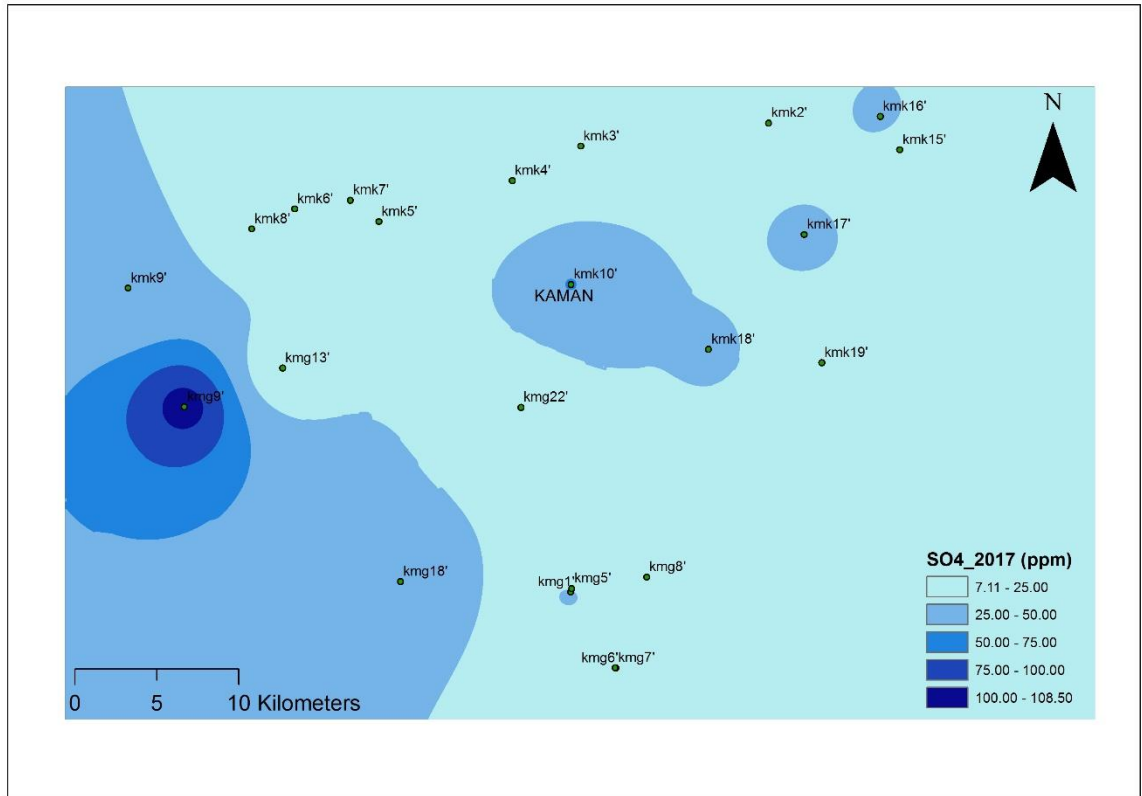 kmk16'
N
kmk2'
kmk3'
kmk15'
kmk4'
kmk7'
kmk6'
kmk5'
kmk8'
kmk17'
kmk10'
kmk9'
KAMAN
kmk18'
kmg13'
kmk19'
kmg9'
kmg22'
SO4_2017 (ppm)
7.11 - 25.00
25.00 - 50.00
50.00 - 75.00
75.00 - 100.00
100.00 - 108.50
kmg8'
kmg18'
kmg1' kmg5'
kmg6' kmg7'
0 5 10 Kilometers